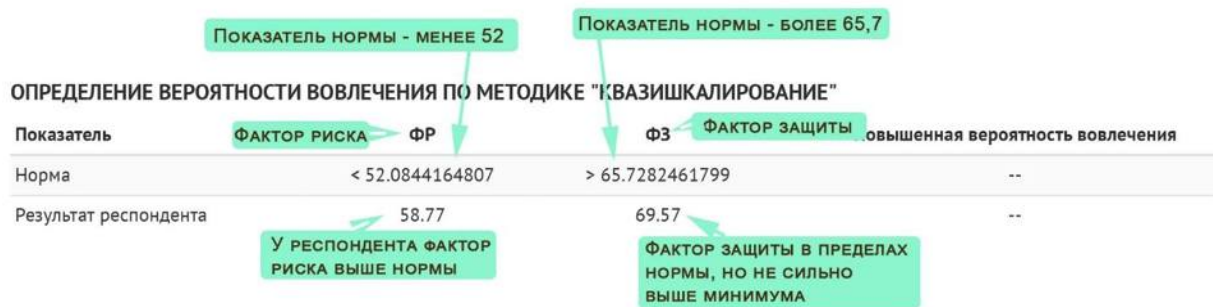 Показатель нормы - менее 52
Показатель нормы - более 65,7
ОПРЕДЕЛЕНИЕ ВЕРОЯТНОСТИ ВОВЛЕЧЕНИЯ ПО МЕТОДИКЕ "КВАЗИШКАЛИРОВАНИЕ"
Показатель Фактор риска ФР ФЗ Фактор защиты повышенная вероятность вовлечения
Норма < 52.0844164807 > 65.7282461799 --
Результат респондента 58.77 69.57 --
У респондента фактор
риска выше нормы
Фактор защиты в пределах
нормы, но не сильно
выше минимума